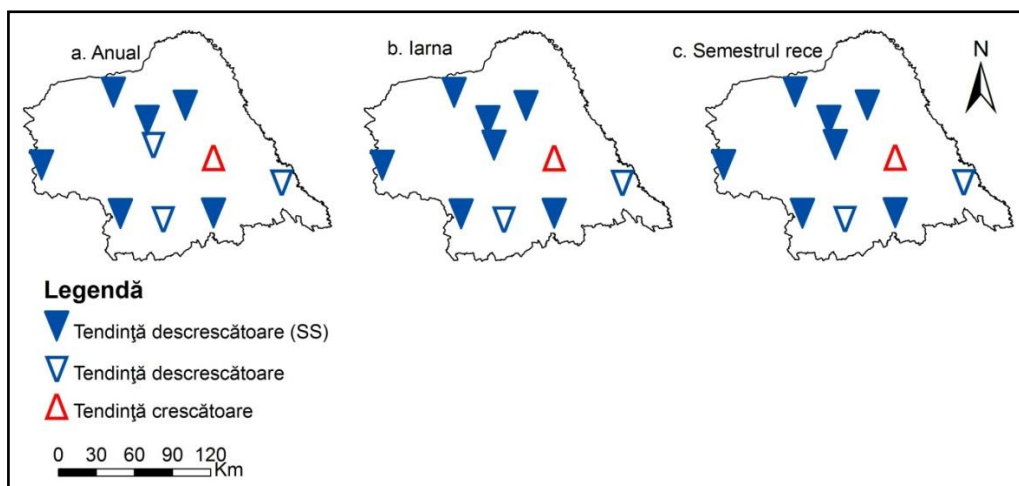 a. Anual
b. Iarna
c. Semestrul rece
N
Legendă
Tendinţă descrescătoare (SS)
Tendinţă descrescătoare
Tendinţă crescătoare
0 30 60 90 120
Km